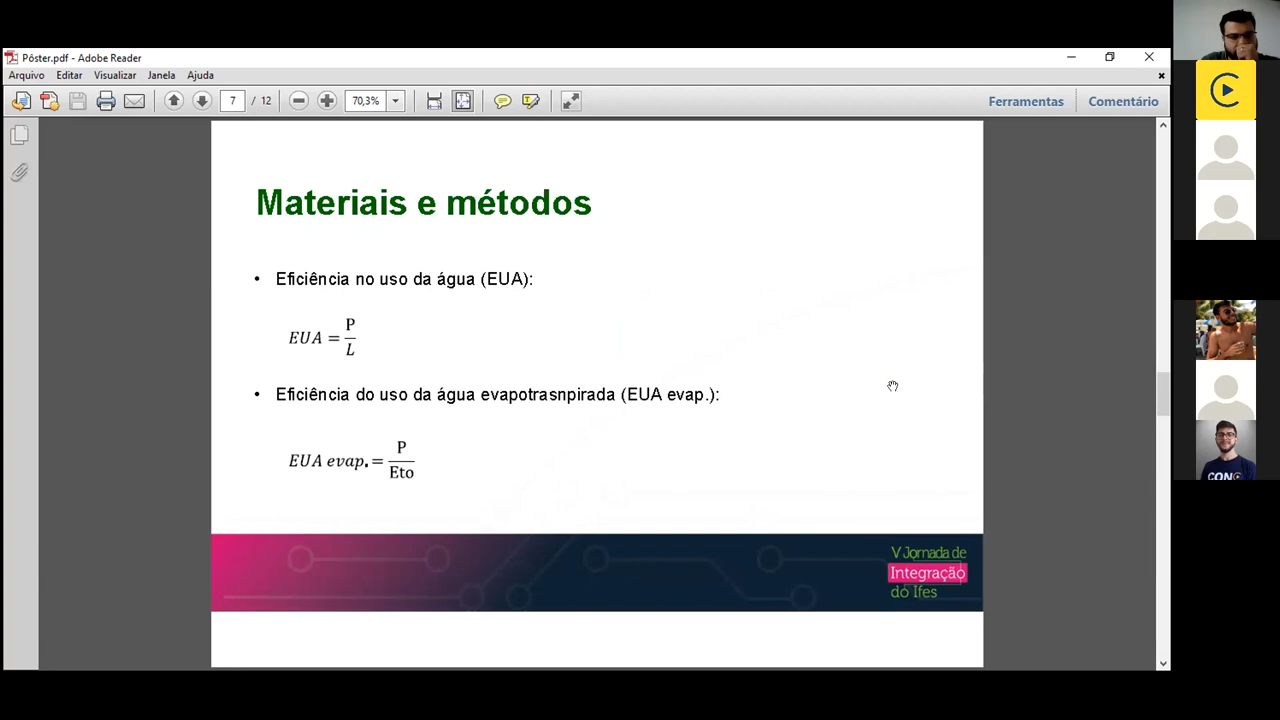 Pôster.pdf - Adobe Reader
Arquivo Editar Visualizar Janela Ajuda
7 / 12 70,3% Ferramentas Comentário
Materiais e métodos
• Eficiência no uso da água (EUA):
EUA = P/L
• Eficiência do uso da água evapotrasnpirada (EUA evap.):
EUA evap. = P/Eto
V Jornada de
Integração
do Ifes
CONC